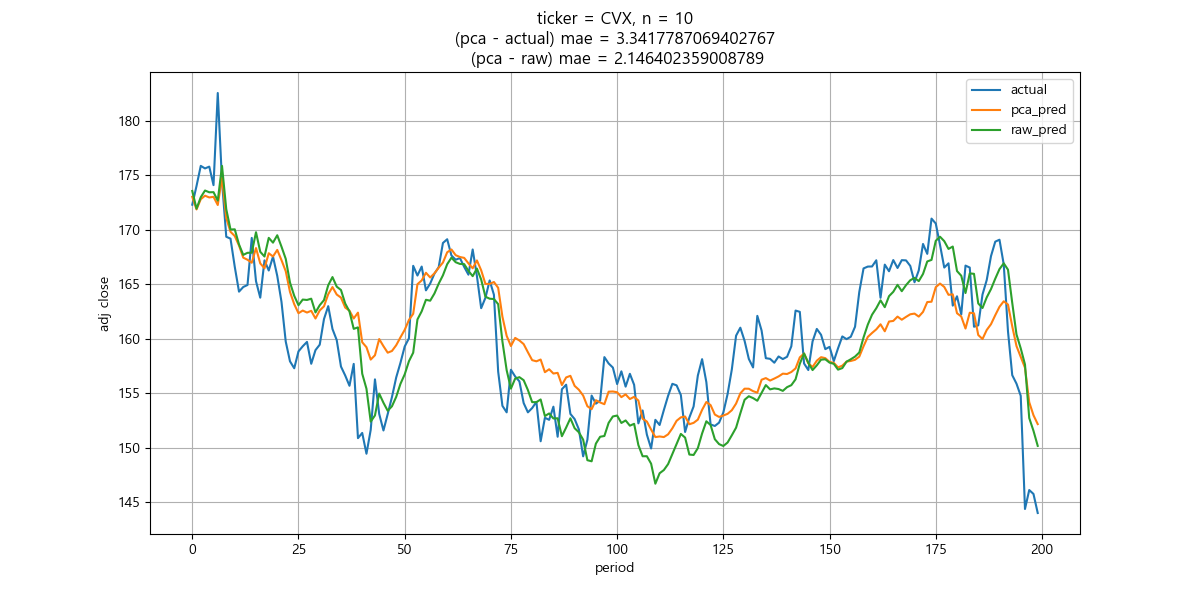 ticker = CVX, n = 10
(pca - actual) mae = 3.3417787069402767
(pca - raw) mae = 2.146402359008789
actual
pca_pred
raw_pred
180
175
170
165
160
155
150
145
adj close
0 25 50 75 100 125 150 175 200
period